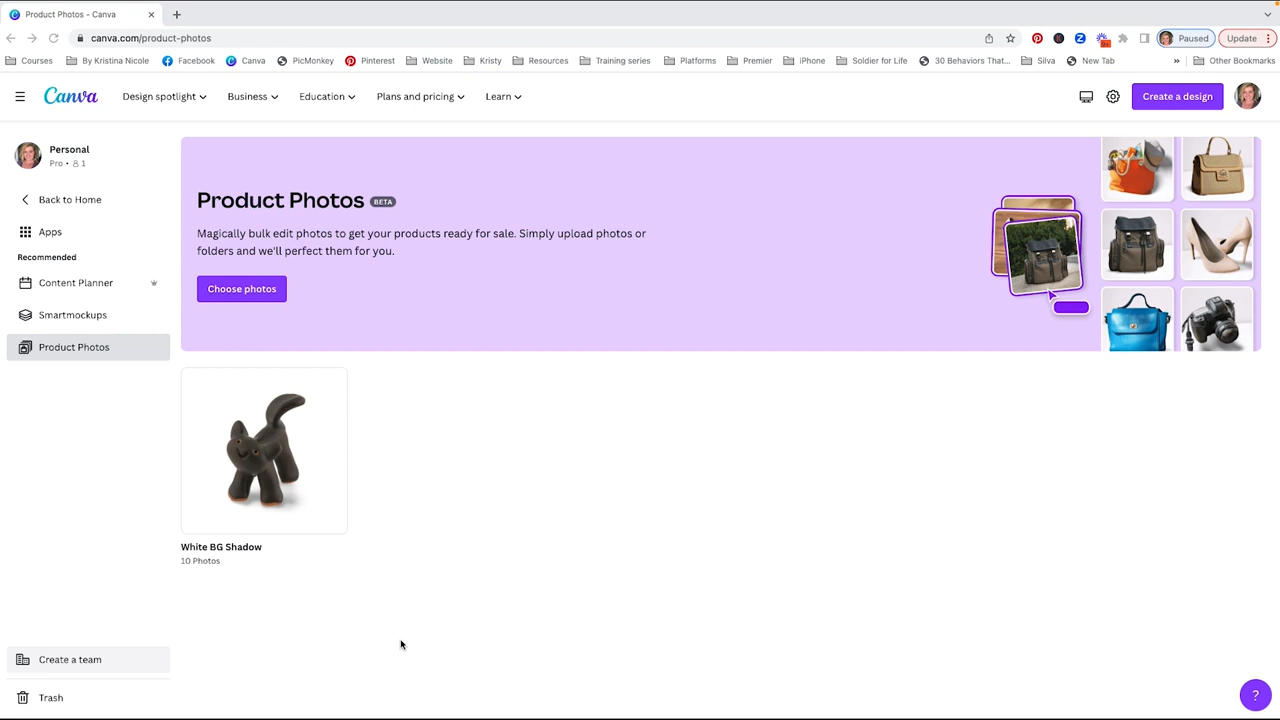 Product Photos - Canva
canva.com/product-photos
Paused
Update
Courses
By Kristina Nicole
Facebook
Canva
PicMonkey
Pinterest
Website
Kristy
Resources
Training series
Platforms
Premier
iPhone
Soldier for Life
30 Behaviors That...
Silva
New Tab
»
Other Bookmarks
Canva
Design spotlight
Business
Education
Plans and pricing
Learn
Create a design
Personal
Pro • 1
Back to Home
Apps
Recommended
Content Planner
Smartmockups
Product Photos
Create a team
Trash
Product Photos BETA
Magically bulk edit photos to get your products ready for sale. Simply upload photos or
folders and we'll perfect them for you.
Choose photos
White BG Shadow
10 Photos
?